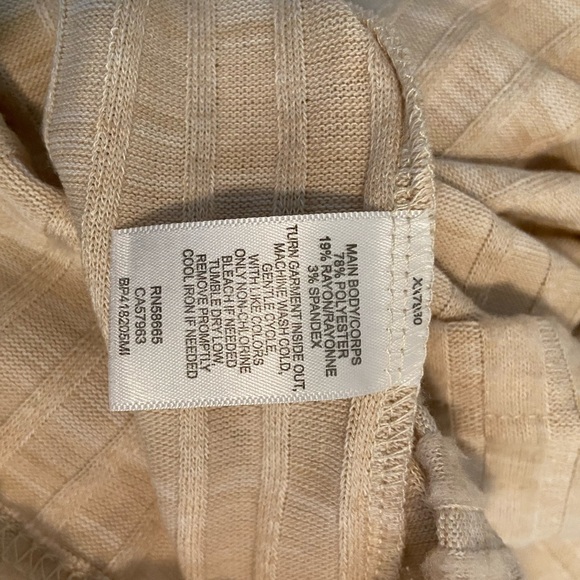 MAIN BODY/CORPS
78% POLYESTER
19% RAYON/RAYONNE
3% SPANDEX
TURN GARMENT INSIDE OUT,
MACHINE WASH COLD,
GENTLE CYCLE,
WITH LIKE COLORS
ONLY NON-CHLORINE
BLEACH IF NEEDED
TUMBLE DRY LOW,
REMOVE PROMPTLY
COOL IRON IF NEEDED
RN58665
CA57963
BP418205MI